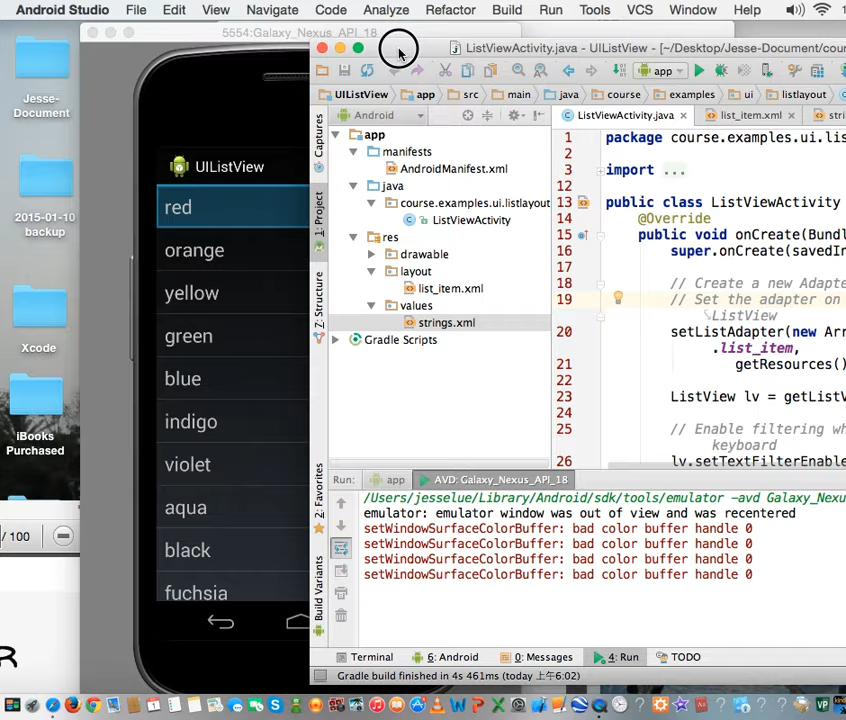 Android Studio File Edit View Navigate Code Analyze Refactor Build Run Tools VCS Window Help
5554:Galaxy_Nexus_API_18
ListViewActivity.java - UIListView - [~/Desktop/Jesse-Document/cour
app
UIListView app src main java course examples ui listlayout
Android
ListViewActivity.java list_item.xml stri
Jesse-Document
2015-01-10 backup
Xcode
iBooks Purchased
/ 100
R
UIListView
red
orange
yellow
green
blue
indigo
violet
aqua
black
fuchsia
Captures
1: Project
Z: Structure
2: Favorites
Build Variants
app
manifests
AndroidManifest.xml
java
course.examples.ui.listlayout
ListViewActivity
res
drawable
layout
list_item.xml
values
strings.xml
Gradle Scripts
1 package course.examples.ui.lis
2
3 import ...
12
13 public class ListViewActivity
14 @Override
15 public void onCreate(Bund
16 super.onCreate(savedIn
17
18 // Create a new Adapte
19 // Set the adapter on
ListView
20 setListAdapter(new Arr
.list_item,
21 getResources()
22
23 ListView lv = getListV
24
25 // Enable filtering wh
keyboard
26 lv.setTextFilterEnable
Run: app AVD: Galaxy_Nexus_API_18
/Users/jesselue/Library/Android/sdk/tools/emulator -avd Galaxy_Nexu
emulator: emulator window was out of view and was recentered
setWindowSurfaceColorBuffer: bad color buffer handle 0
setWindowSurfaceColorBuffer: bad color buffer handle 0
setWindowSurfaceColorBuffer: bad color buffer handle 0
setWindowSurfaceColorBuffer: bad color buffer handle 0
Terminal 6: Android 0: Messages 4: Run TODO
Gradle build finished in 4s 461ms (today 上午6:02)